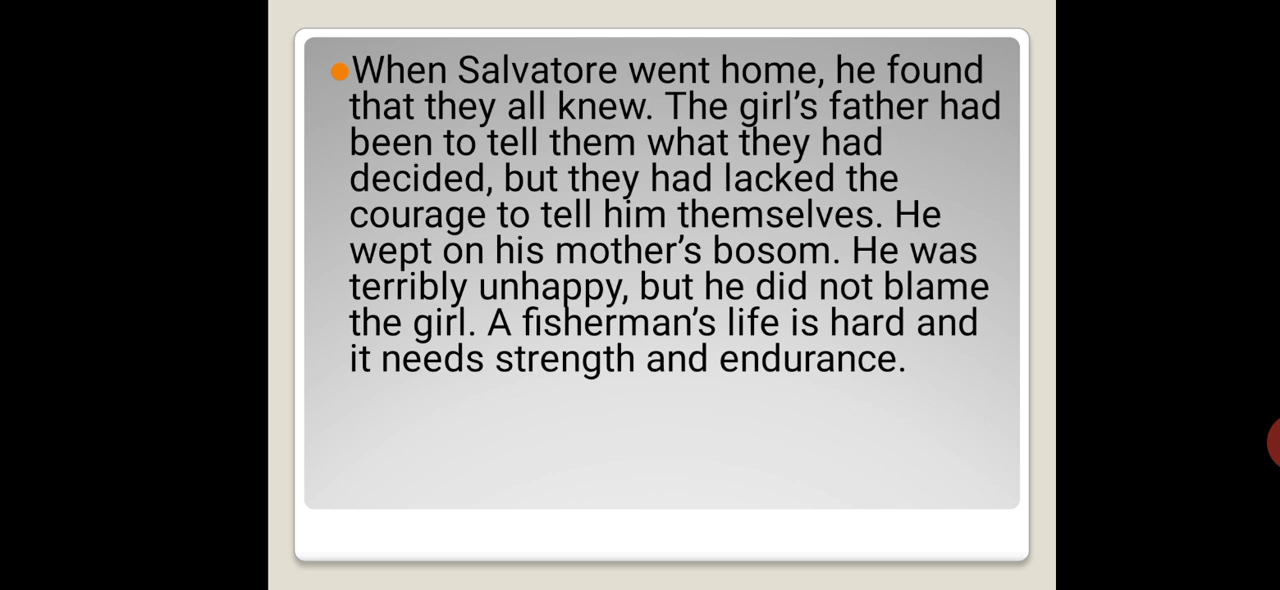 When Salvatore went home, he found
that they all knew. The girl’s father had
been to tell them what they had
decided, but they had lacked the
courage to tell him themselves. He
wept on his mother’s bosom. He was
terribly unhappy, but he did not blame
the girl. A fisherman’s life is hard and
it needs strength and endurance.